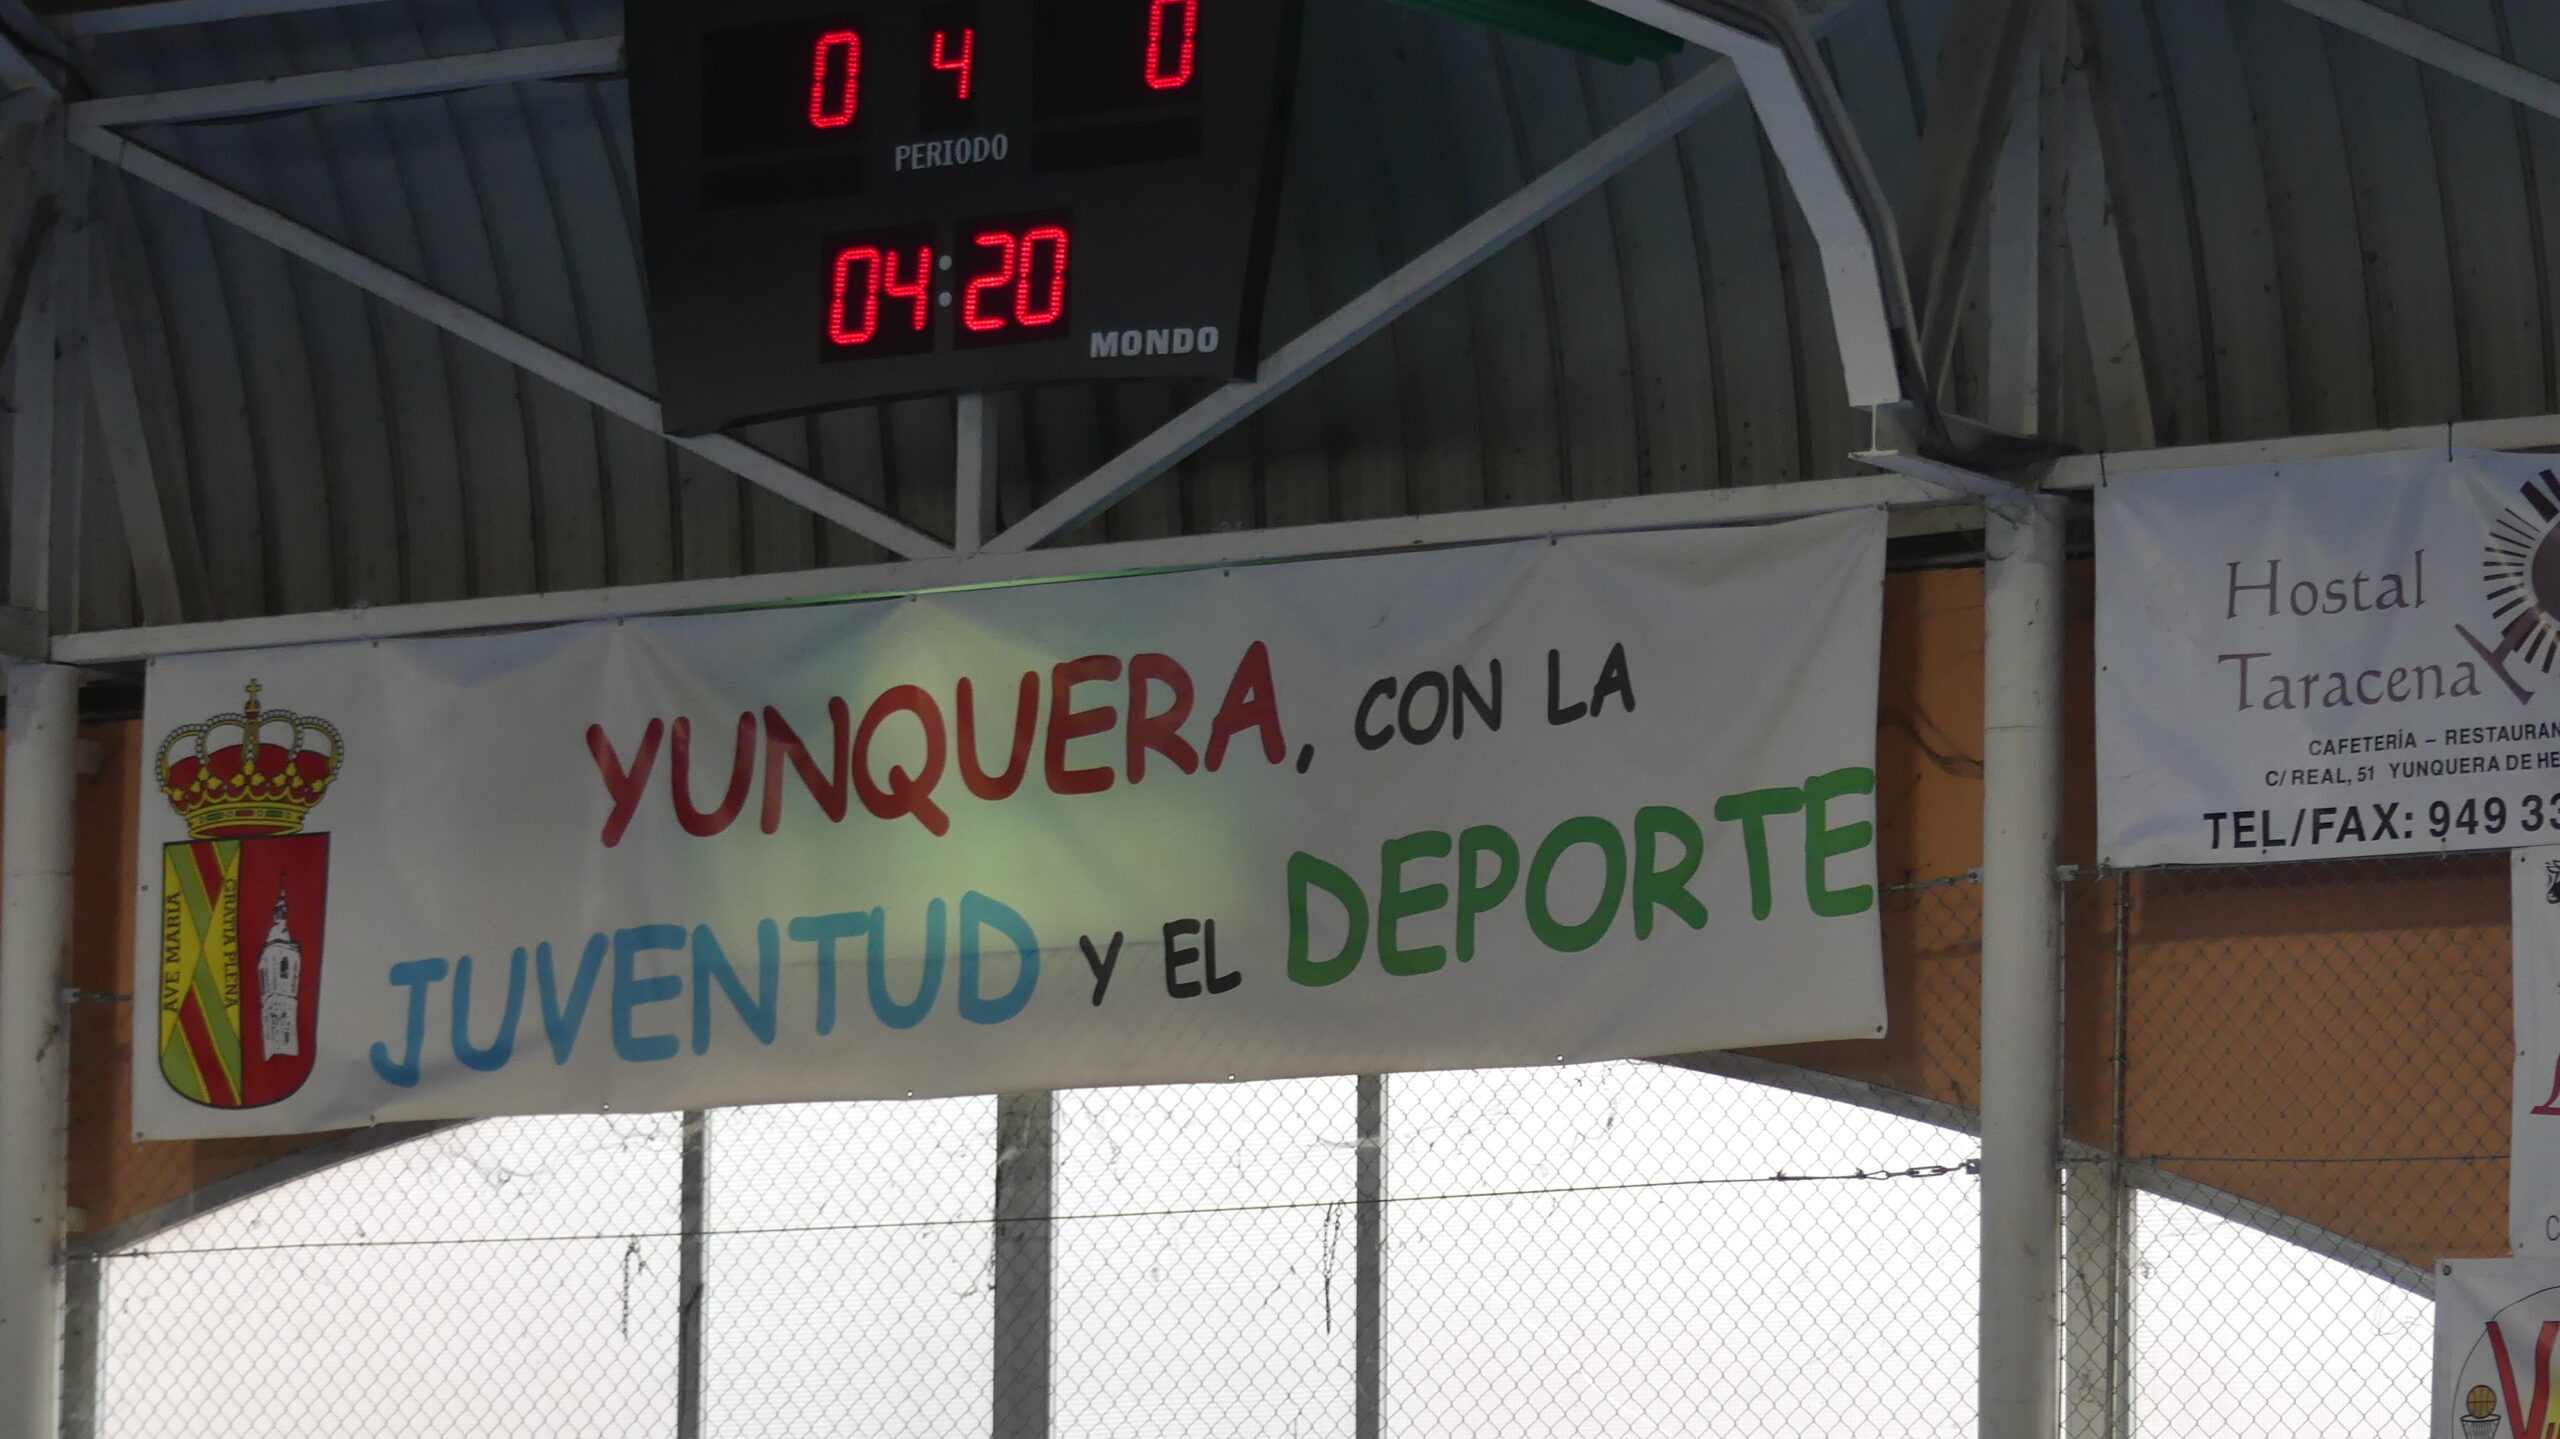 0 4 0
PERIODO
04:20
MONDO
YUNQUERA, CON LA
JUVENTUD Y EL DEPORTE
AVE MARIA
GRATIA PLENA
Hostal
Taracena
CAFETERÍA – RESTAURAN
C/ REAL, 51 YUNQUERA DE HE
TEL/FAX: 949 33